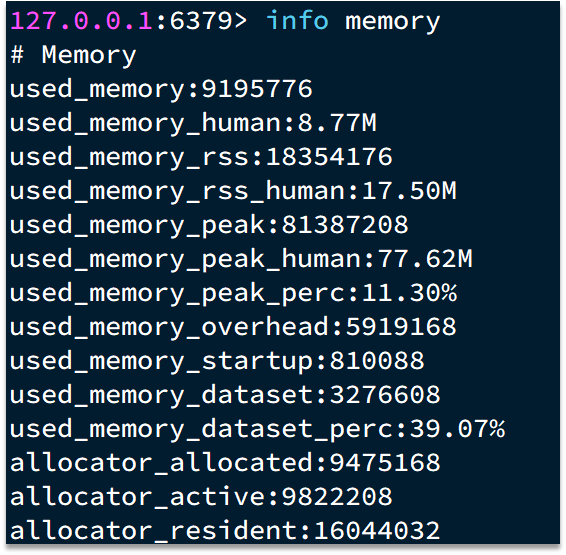 127.0.0.1:6379> info memory
# Memory
used_memory:9195776
used_memory_human:8.77M
used_memory_rss:18354176
used_memory_rss_human:17.50M
used_memory_peak:81387208
used_memory_peak_human:77.62M
used_memory_peak_perc:11.30%
used_memory_overhead:5919168
used_memory_startup:810088
used_memory_dataset:3276608
used_memory_dataset_perc:39.07%
allocator_allocated:9475168
allocator_active:9822208
allocator_resident:16044032